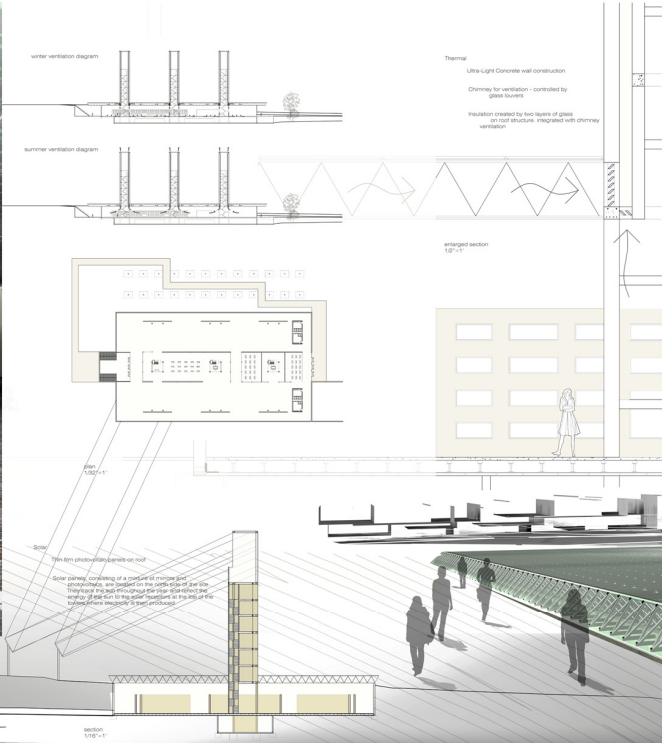 winter ventilation diagram
Thermal
Ultra-Light Concrete wall construction
Chimney for ventilation - controlled by
glass louvers
Insulation created by two layers of glass
on roof structure, integrated with chimney
ventilation
summer ventilation diagram
enlarged section
1/2"=1'
plan
1/32"=1'
Solar
Thin-film photovoltaic panels on roof
Solar panels, consisting of a mixture of mirrors and
photovoltaics, are located on the north side of the site.
They track the sun throughout the year, and reflect the
energy of the sun to the solar receptors at the top of the
towers where electricity is then produced.
section
1/16"=1'